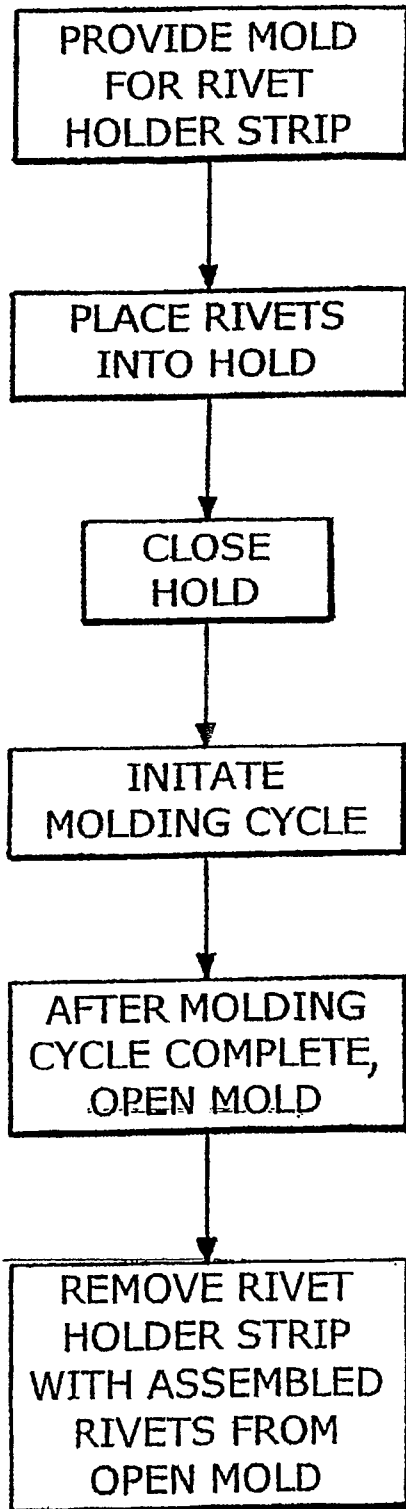 PROVIDE MOLD
FOR RIVET
HOLDER STRIP
PLACE RIVETS
INTO HOLD
CLOSE
HOLD
INITATE
MOLDING CYCLE
AFTER MOLDING
CYCLE COMPLETE,
OPEN MOLD
REMOVE RIVET
HOLDER STRIP
WITH ASSEMBLED
RIVETS FROM
OPEN MOLD